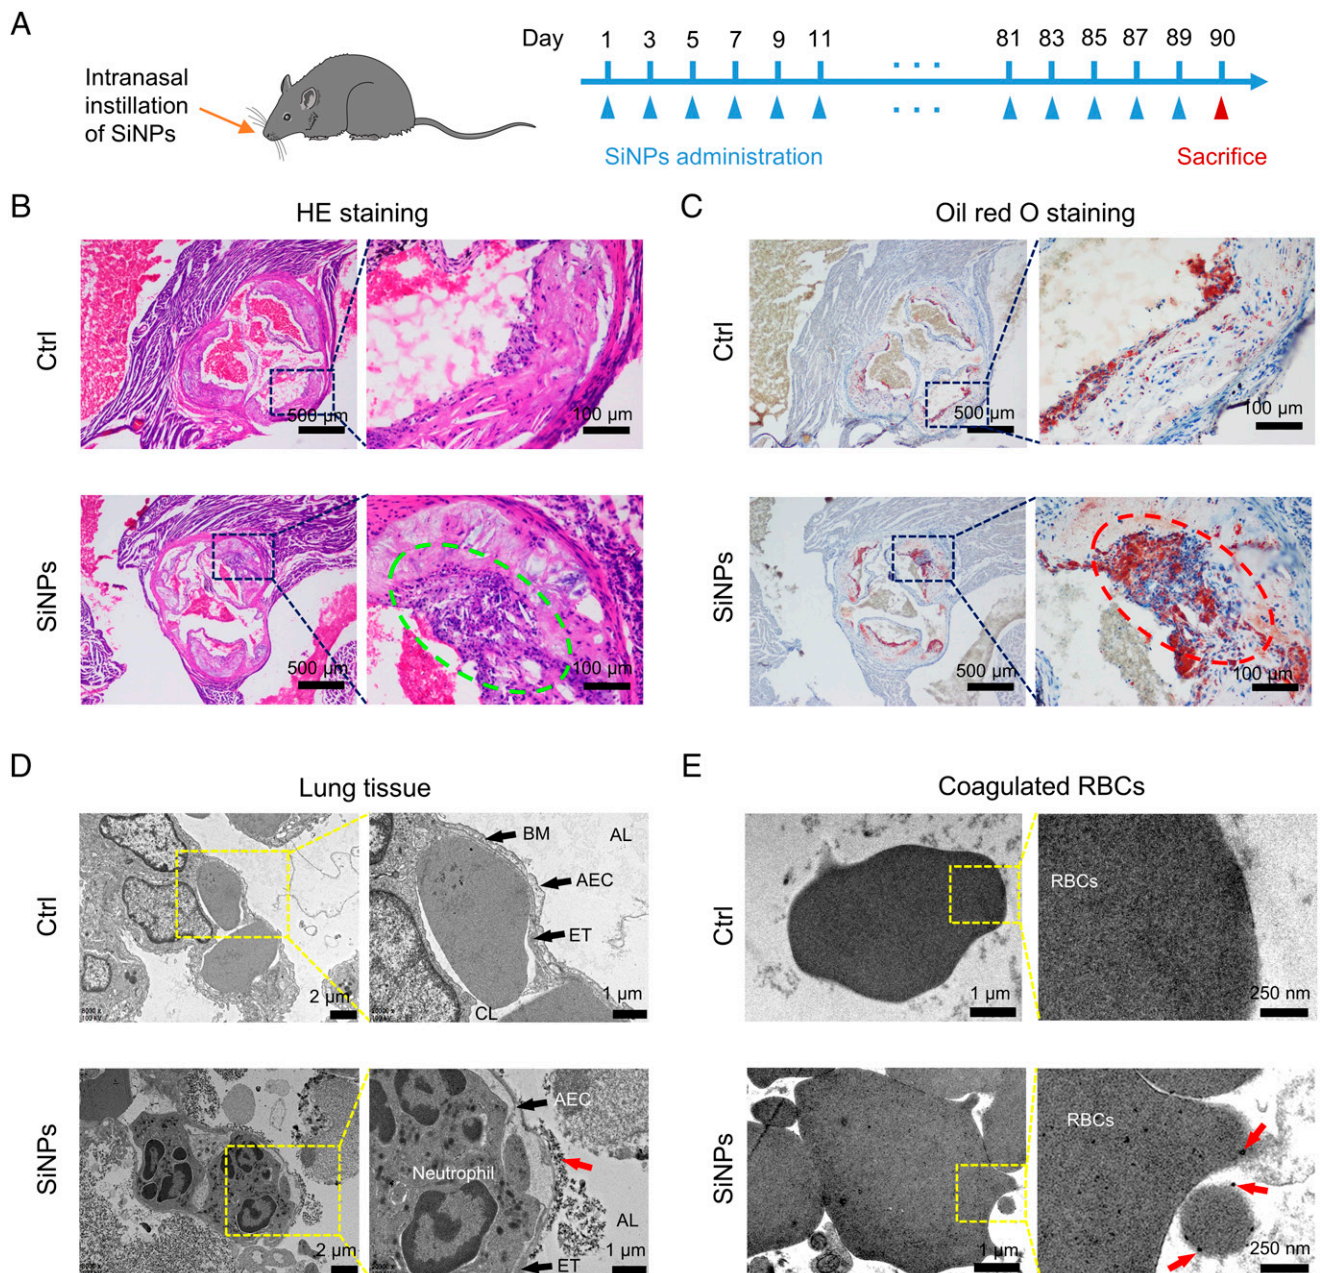 A
Intranasal
instillation
of SiNPs
Day 1 3 5 7 9 11 81 83 85 87 89 90
SiNPs administration
Sacrifice
B
HE staining
Ctrl
500 µm
100 µm
SiNPs
500 µm
100 µm
C
Oil red O staining
Ctrl
500 µm
100 µm
SiNPs
500 µm
100 µm
D
Lung tissue
Ctrl
2 µm
BM
AL
AEC
ET
CL
1 µm
SiNPs
2 µm
AEC
Neutrophil
AL
ET
1 µm
E
Coagulated RBCs
Ctrl
1 µm
RBCs
250 nm
SiNPs
1 µm
RBCs
250 nm